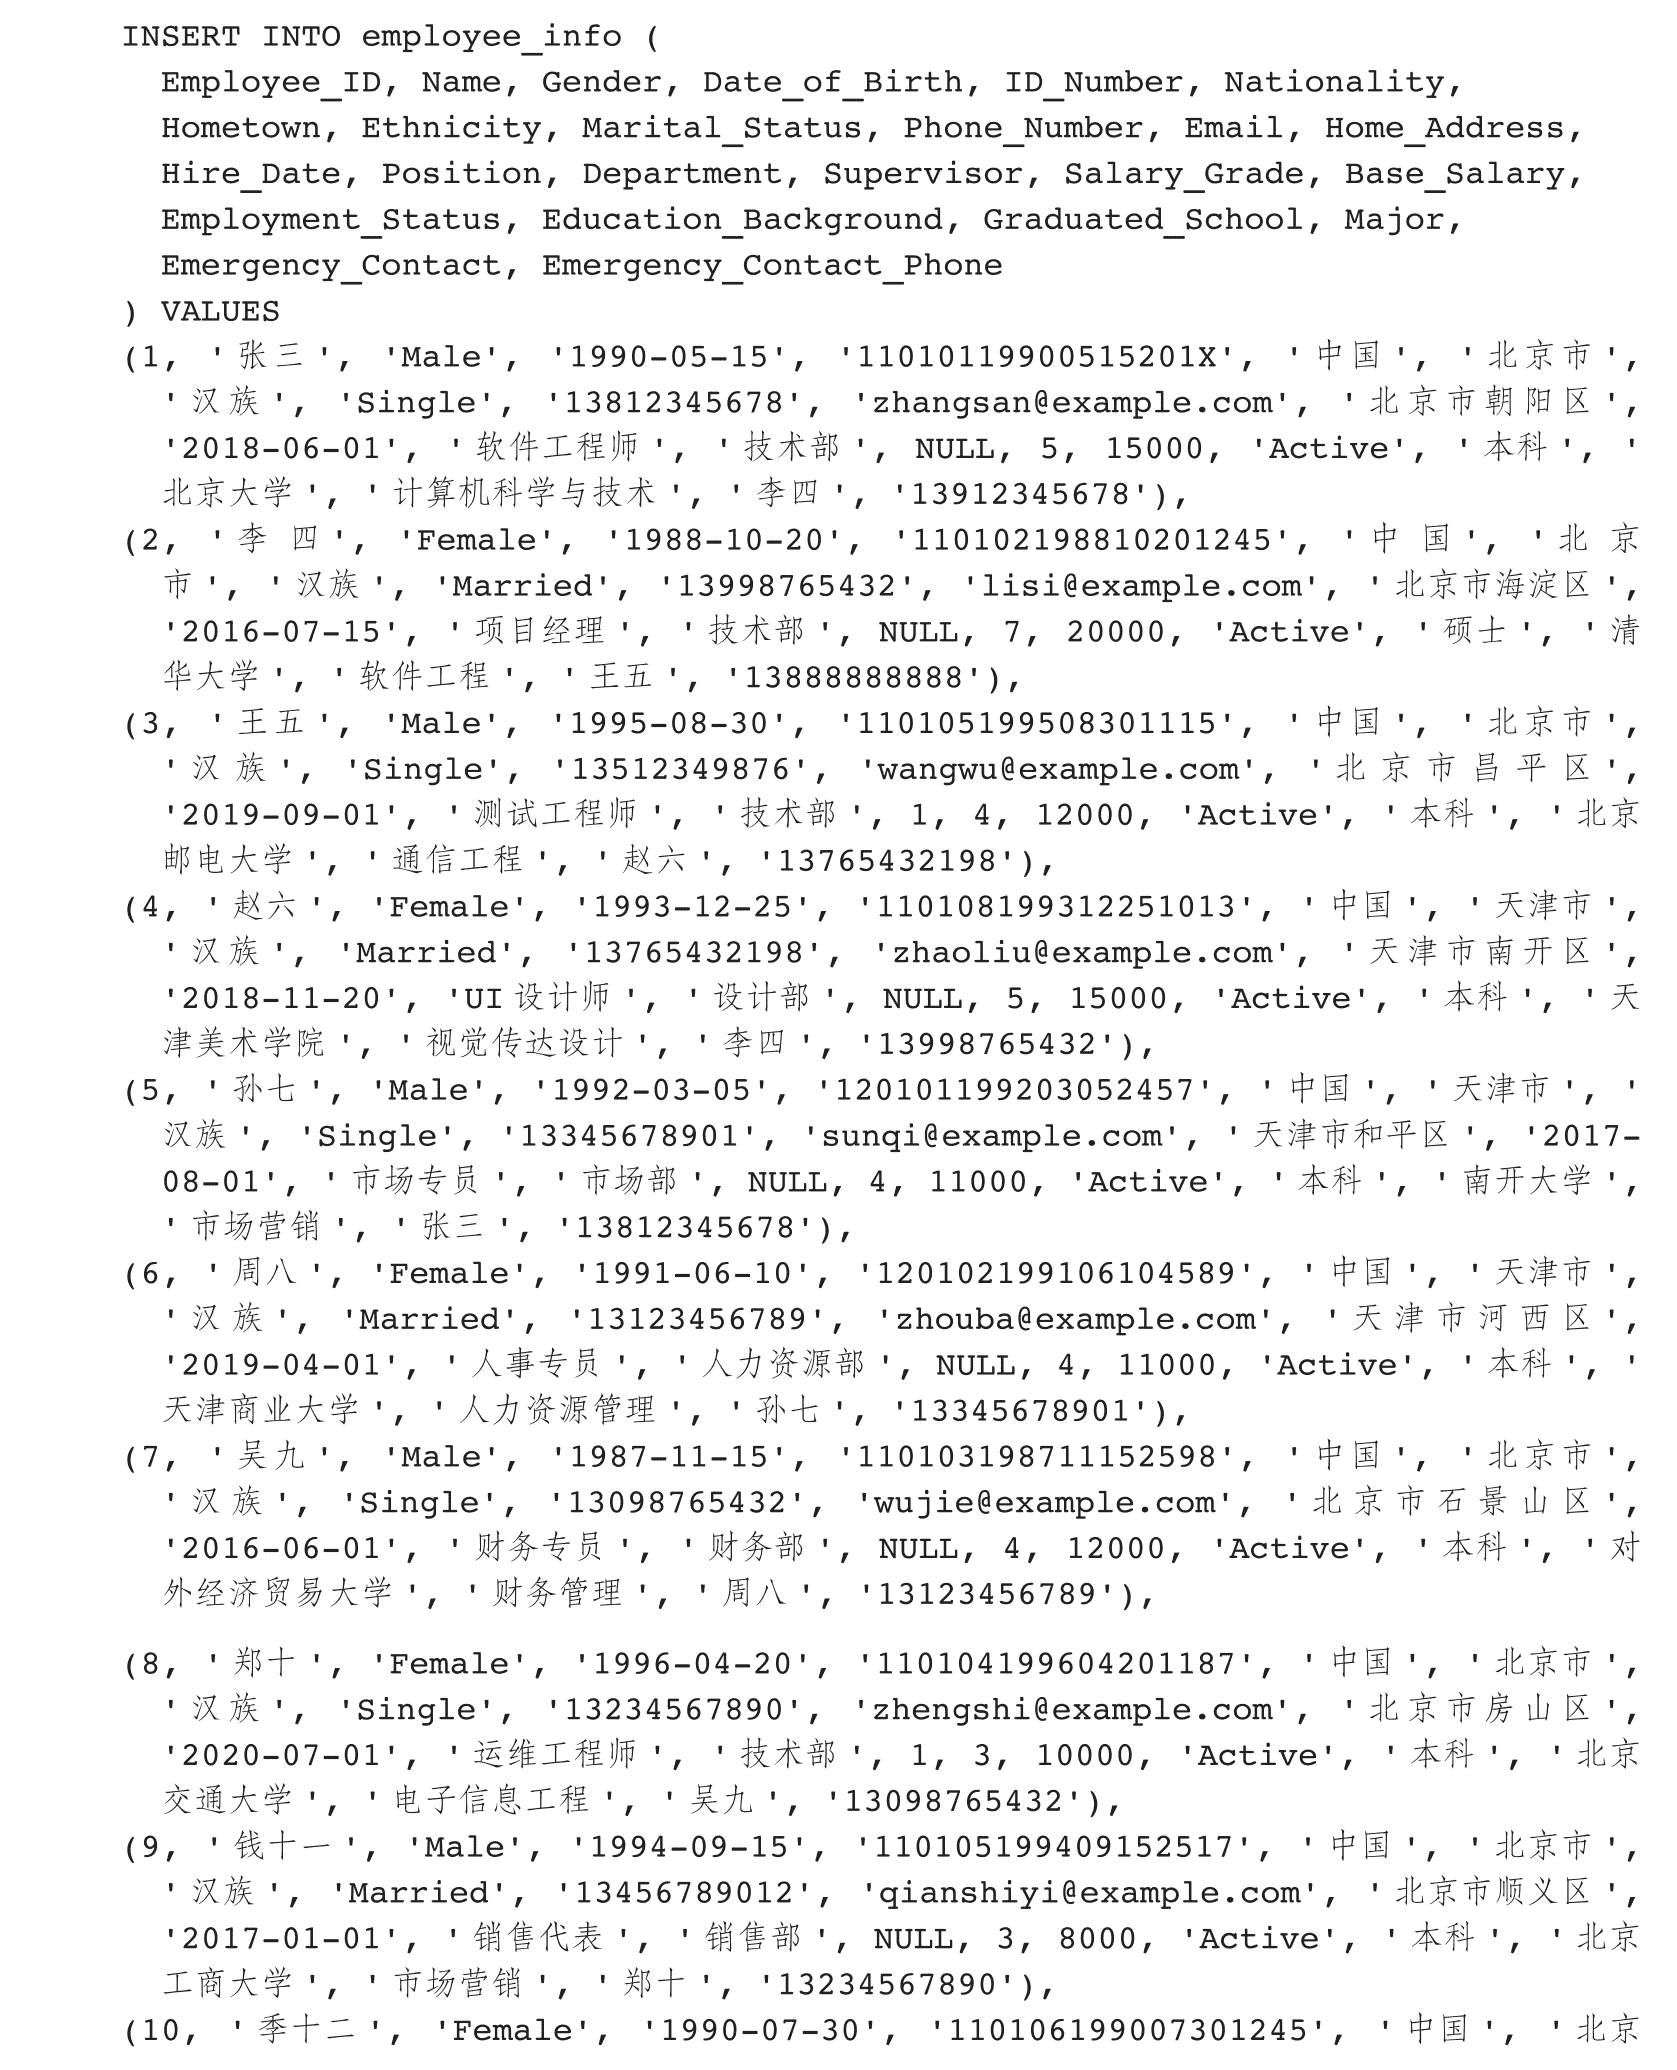 INSERT INTO employee_info (
Employee_ID, Name, Gender, Date_of_Birth, ID_Number, Nationality,
Hometown, Ethnicity, Marital_Status, Phone_Number, Email, Home_Address,
Hire_Date, Position, Department, Supervisor, Salary_Grade, Base_Salary,
Employment_Status, Education_Background, Graduated_School, Major,
Emergency_Contact, Emergency_Contact_Phone
) VALUES
(1, '张三', 'Male', '1990-05-15', '11010119900515201X', '中国', '北京市',
'汉族', 'Single', '13812345678', 'zhangsan@example.com', '北京市朝阳区',
'2018-06-01', '软件工程师', '技术部', NULL, 5, 15000, 'Active', '本科', '
北京大学', '计算机科学与技术', '李四', '13912345678'),
(2, '李四', 'Female', '1988-10-20', '110102198810201245', '中国', '北京
市', '汉族', 'Married', '13998765432', 'lisi@example.com', '北京市海淀区',
'2016-07-15', '项目经理', '技术部', NULL, 7, 20000, 'Active', '硕士', '清
华大学', '软件工程', '王五', '13888888888'),
(3, '王五', 'Male', '1995-08-30', '110105199508301115', '中国', '北京市',
'汉族', 'Single', '13512349876', 'wangwu@example.com', '北京市昌平区',
'2019-09-01', '测试工程师', '技术部', 1, 4, 12000, 'Active', '本科', '北京
邮电大学', '通信工程', '赵六', '13765432198'),
(4, '赵六', 'Female', '1993-12-25', '110108199312251013', '中国', '天津市',
'汉族', 'Married', '13765432198', 'zhaoliu@example.com', '天津市南开区',
'2018-11-20', 'UI设计师', '设计部', NULL, 5, 15000, 'Active', '本科', '天
津美术学院', '视觉传达设计', '李四', '13998765432'),
(5, '孙七', 'Male', '1992-03-05', '120101199203052457', '中国', '天津市', '
汉族', 'Single', '13345678901', 'sunqi@example.com', '天津市和平区', '2017-
08-01', '市场专员', '市场部', NULL, 4, 11000, 'Active', '本科', '南开大学',
'市场营销', '张三', '13812345678'),
(6, '周八', 'Female', '1991-06-10', '120102199106104589', '中国', '天津市',
'汉族', 'Married', '13123456789', 'zhouba@example.com', '天津市河西区',
'2019-04-01', '人事专员', '人力资源部', NULL, 4, 11000, 'Active', '本科', '
天津商业大学', '人力资源管理', '孙七', '13345678901'),
(7, '吴九', 'Male', '1987-11-15', '110103198711152598', '中国', '北京市',
'汉族', 'Single', '13098765432', 'wujie@example.com', '北京市石景山区',
'2016-06-01', '财务专员', '财务部', NULL, 4, 12000, 'Active', '本科', '对
外经济贸易大学', '财务管理', '周八', '13123456789'),
(8, '郑十', 'Female', '1996-04-20', '110104199604201187', '中国', '北京市',
'汉族', 'Single', '13234567890', 'zhengshi@example.com', '北京市房山区',
'2020-07-01', '运维工程师', '技术部', 1, 3, 10000, 'Active', '本科', '北京
交通大学', '电子信息工程', '吴九', '13098765432'),
(9, '钱十一', 'Male', '1994-09-15', '110105199409152517', '中国', '北京市',
'汉族', 'Married', '13456789012', 'qianshiyi@example.com', '北京市顺义区',
'2017-01-01', '销售代表', '销售部', NULL, 3, 8000, 'Active', '本科', '北京
工商大学', '市场营销', '郑十', '13234567890'),
(10, '季十二', 'Female', '1990-07-30', '110106199007301245', '中国', '北京